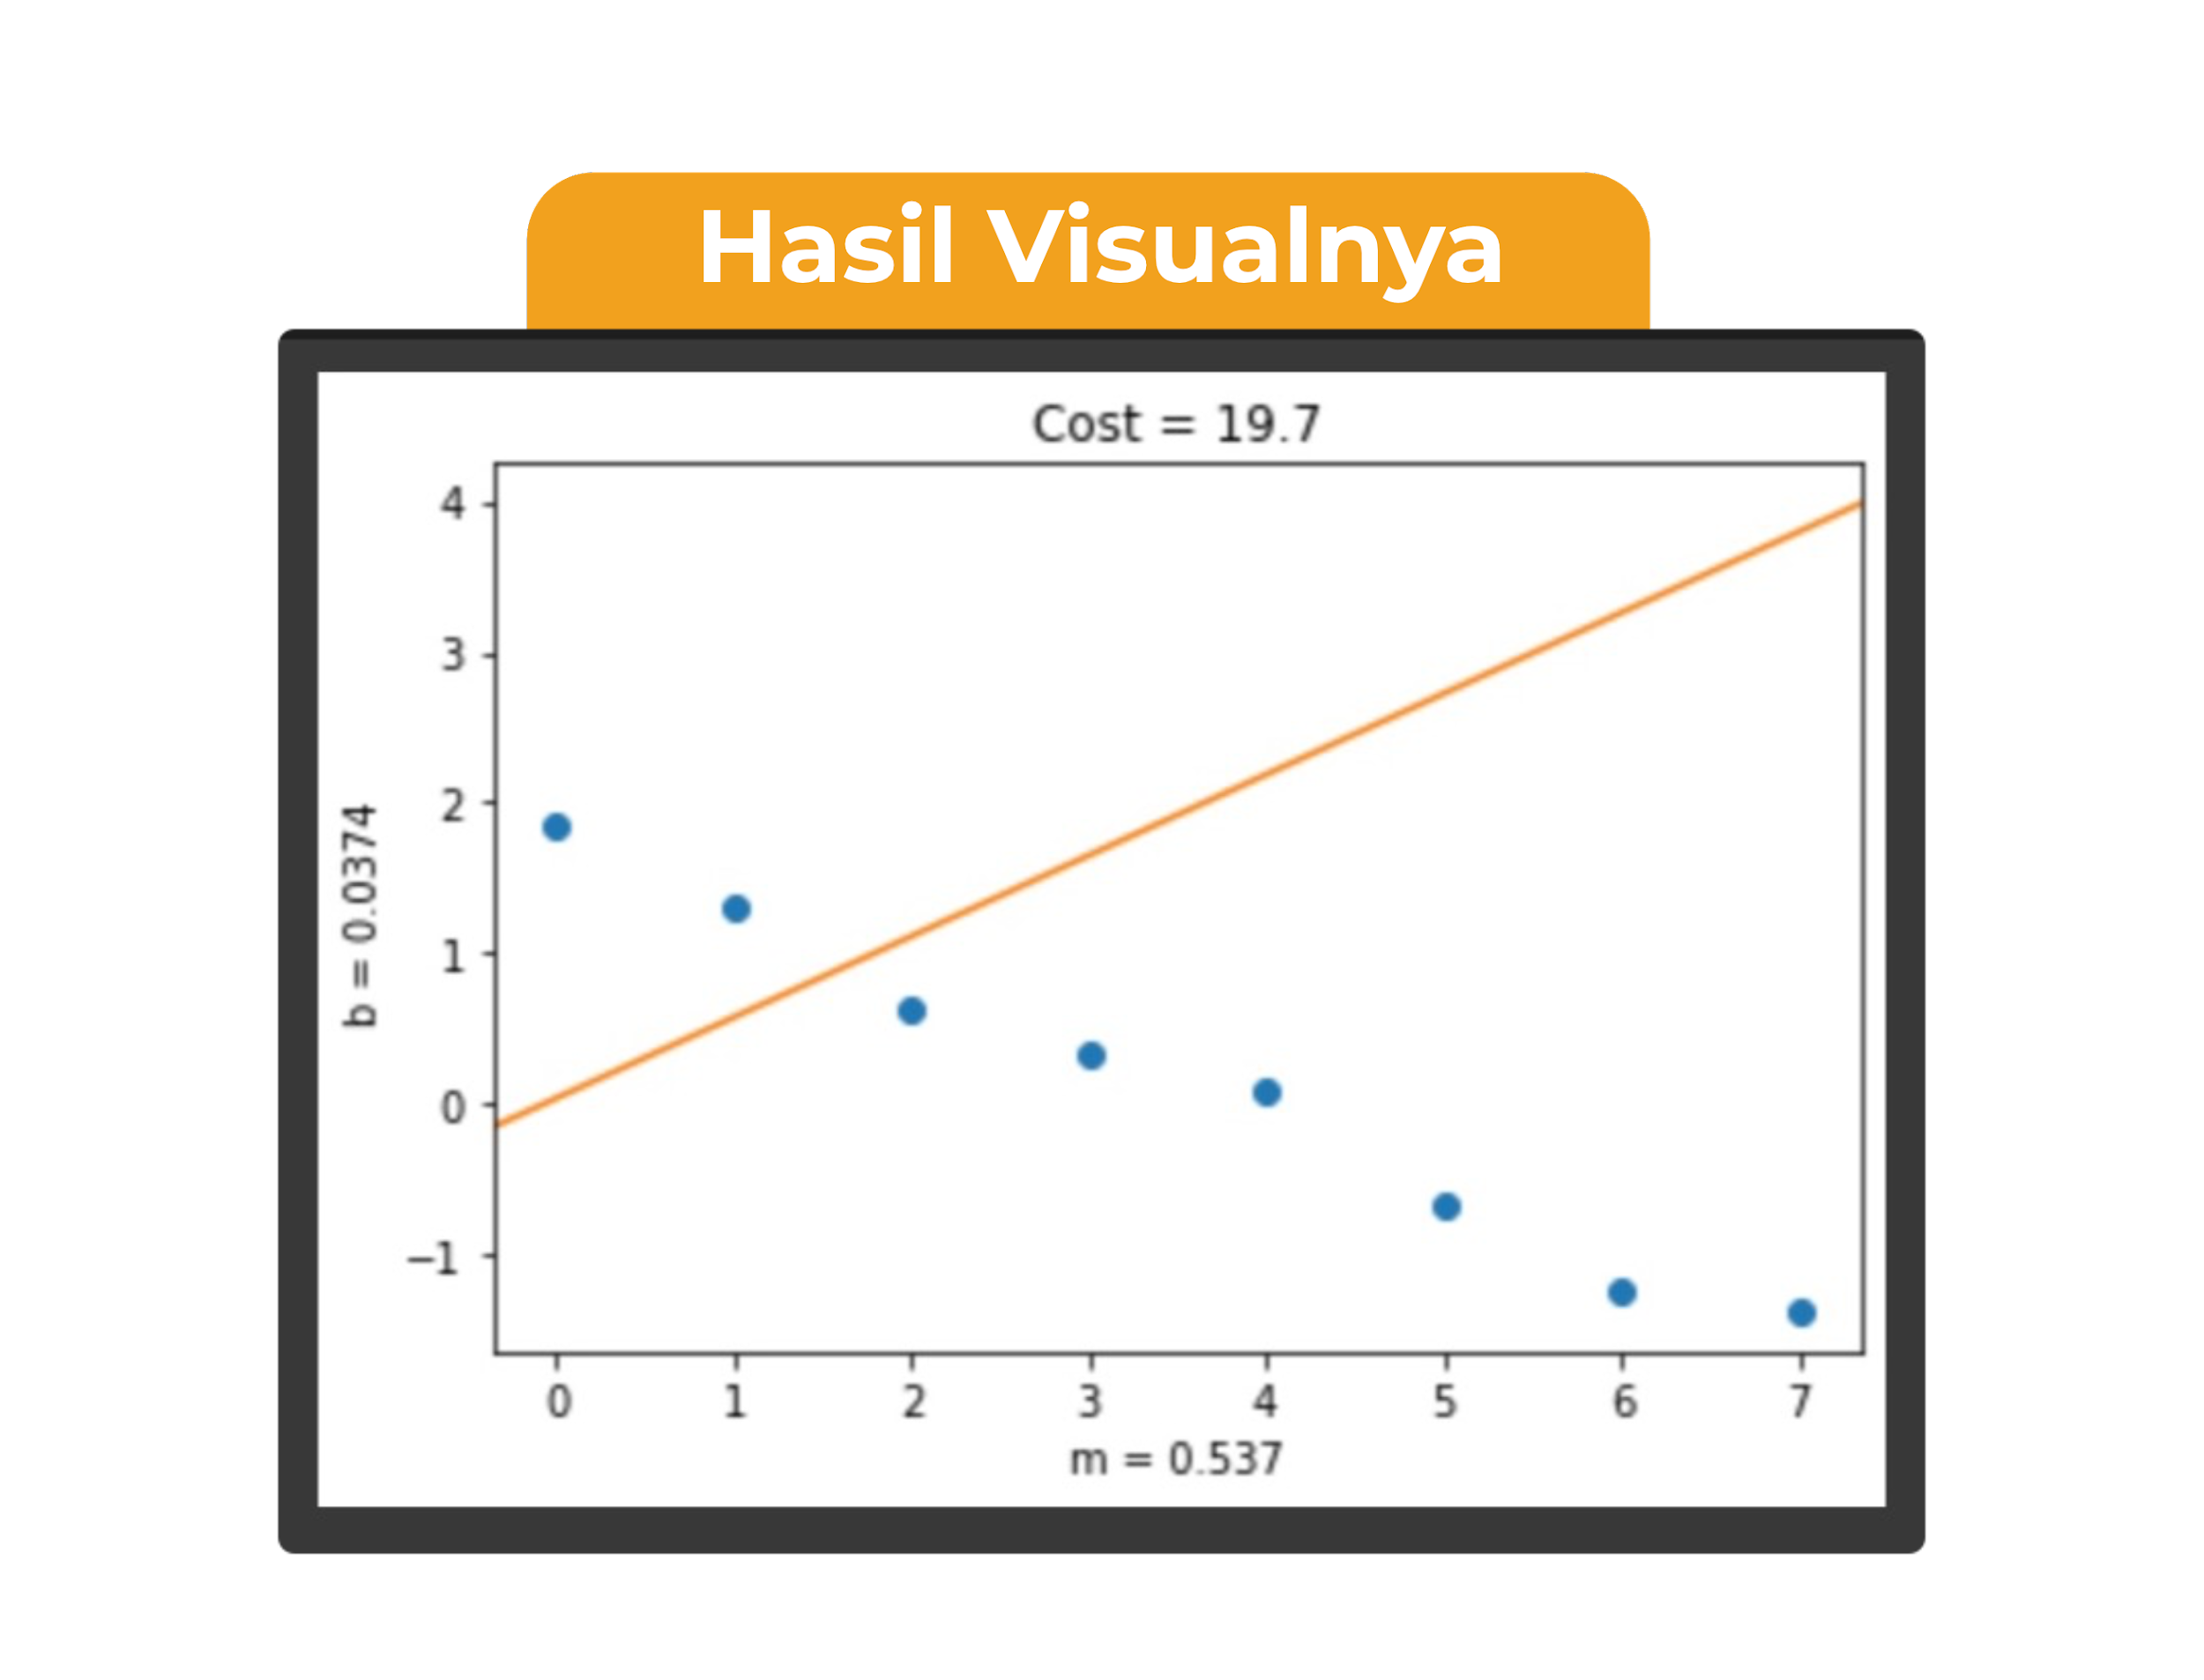 Hasil Visualnya
Cost = 19.7
4
3
2
1
0
−1
b = 0.0374
0 1 2 3 4 5 6 7
m = 0.537